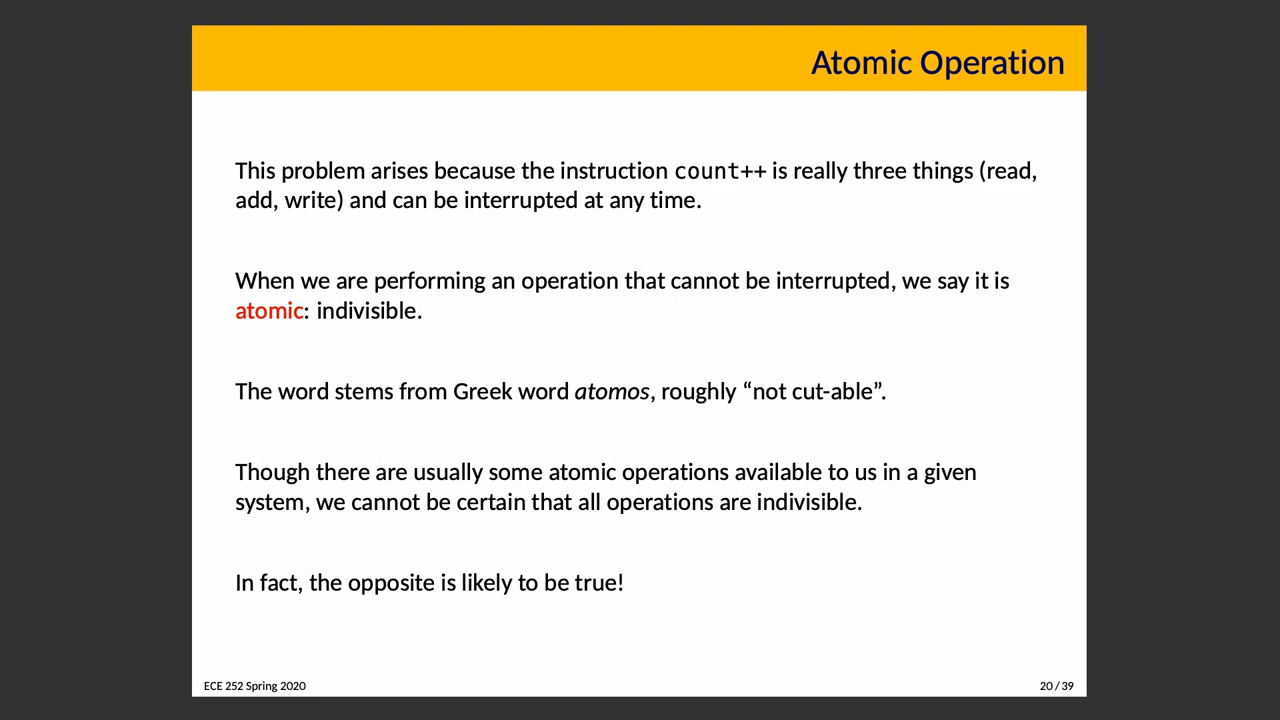 Atomic Operation
This problem arises because the instruction count++ is really three things (read,
add, write) and can be interrupted at any time.
When we are performing an operation that cannot be interrupted, we say it is
atomic: indivisible.
The word stems from Greek word atomos, roughly “not cut-able”.
Though there are usually some atomic operations available to us in a given
system, we cannot be certain that all operations are indivisible.
In fact, the opposite is likely to be true!
ECE 252 Spring 2020
20 / 39